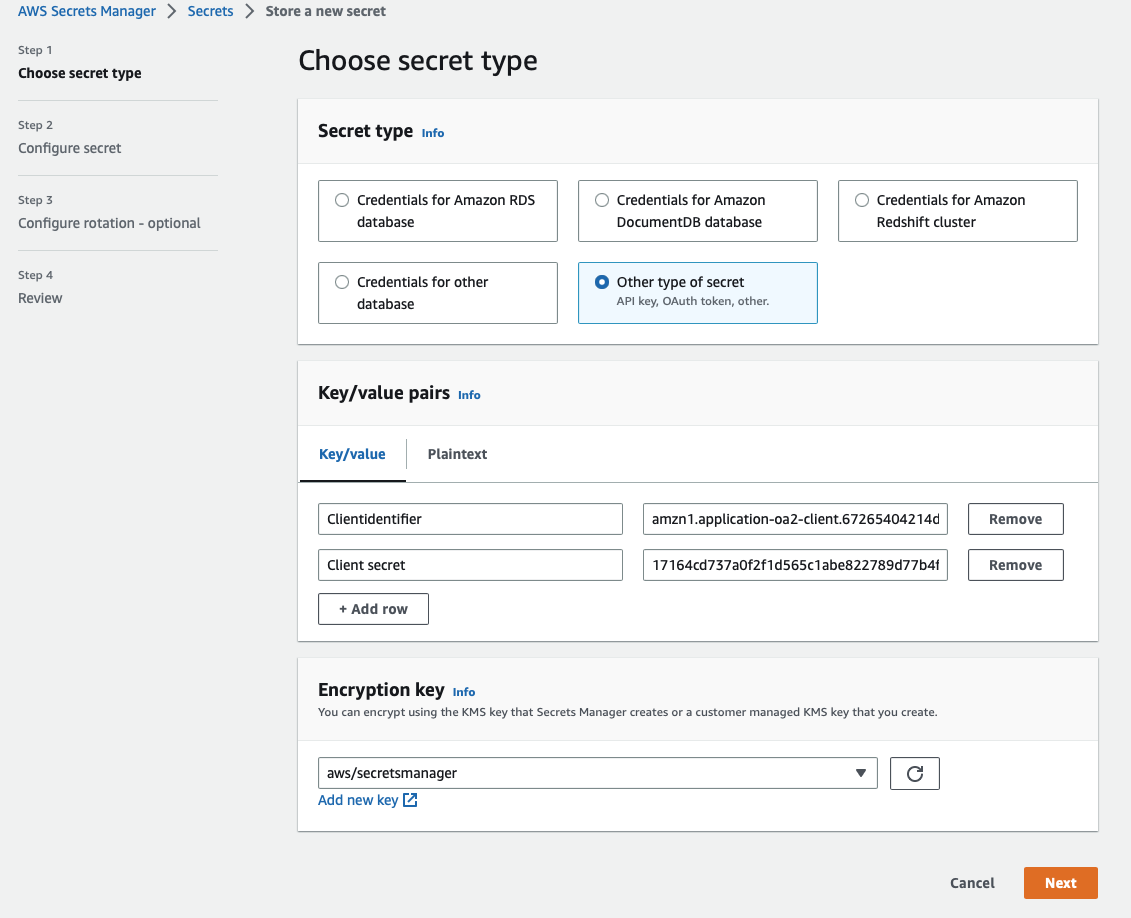 AWS Secrets Manager > Secrets > Store a new secret
Step 1
Choose secret type
Step 2
Configure secret
Step 3
Configure rotation - optional
Step 4
Review
Choose secret type
Secret type Info
Credentials for Amazon RDS
database
Credentials for Amazon
DocumentDB database
Credentials for Amazon
Redshift cluster
Credentials for other
database
Other type of secret
API key, OAuth token, other.
Key/value pairs Info
Key/value Plaintext
Clientidentifier amzn1.application-oa2-client.67265404214d Remove
Client secret 17164cd737a0f2f1d565c1abe822789d77b4f Remove
+ Add row
Encryption key Info
You can encrypt using the KMS key that Secrets Manager creates or a customer managed KMS key that you create.
aws/secretsmanager
Add new key
Cancel Next